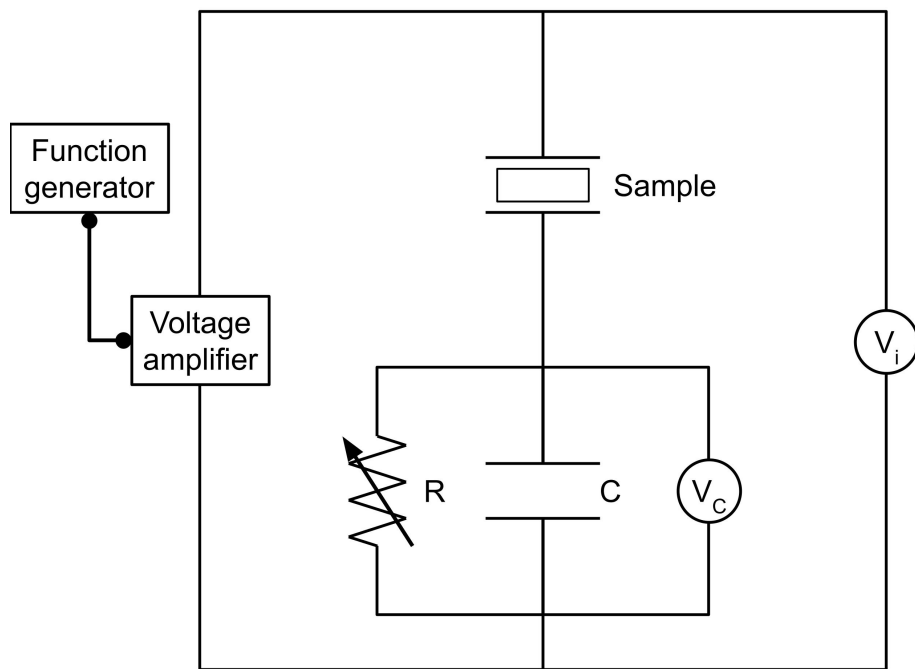 Function
generator
Sample
Voltage
amplifier
V_i
R
C
V_C